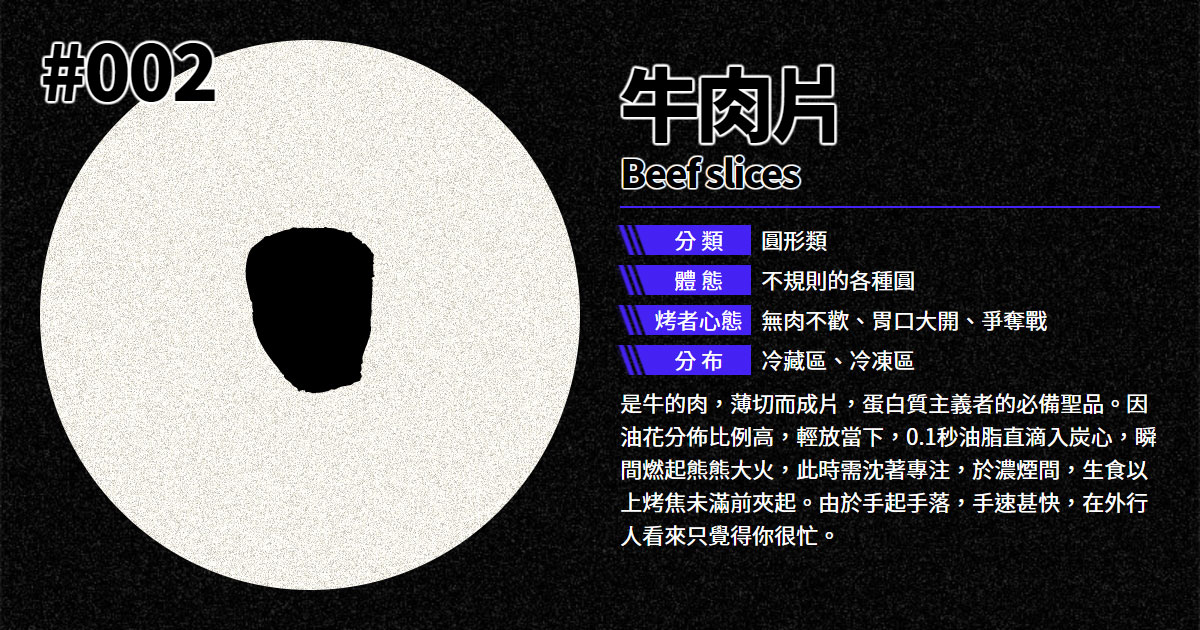 #002
牛肉片
Beef slices
分類 圓形類
體態 不規則的各種圓
烤者心態 無肉不歡、胃口大開、爭奪戰
分布 冷藏區、冷凍區
是牛的肉，薄切而成片，蛋白質主義者的必備聖品。因
油花分佈比例高，輕放當下，0.1秒油脂直滴入炭心，瞬
間燃起熊熊大火，此時需沈著專注，於濃煙間，生食以
上烤焦未滿前夾起。由於手起手落，手速甚快，在外行
人看來只覺得你很忙。